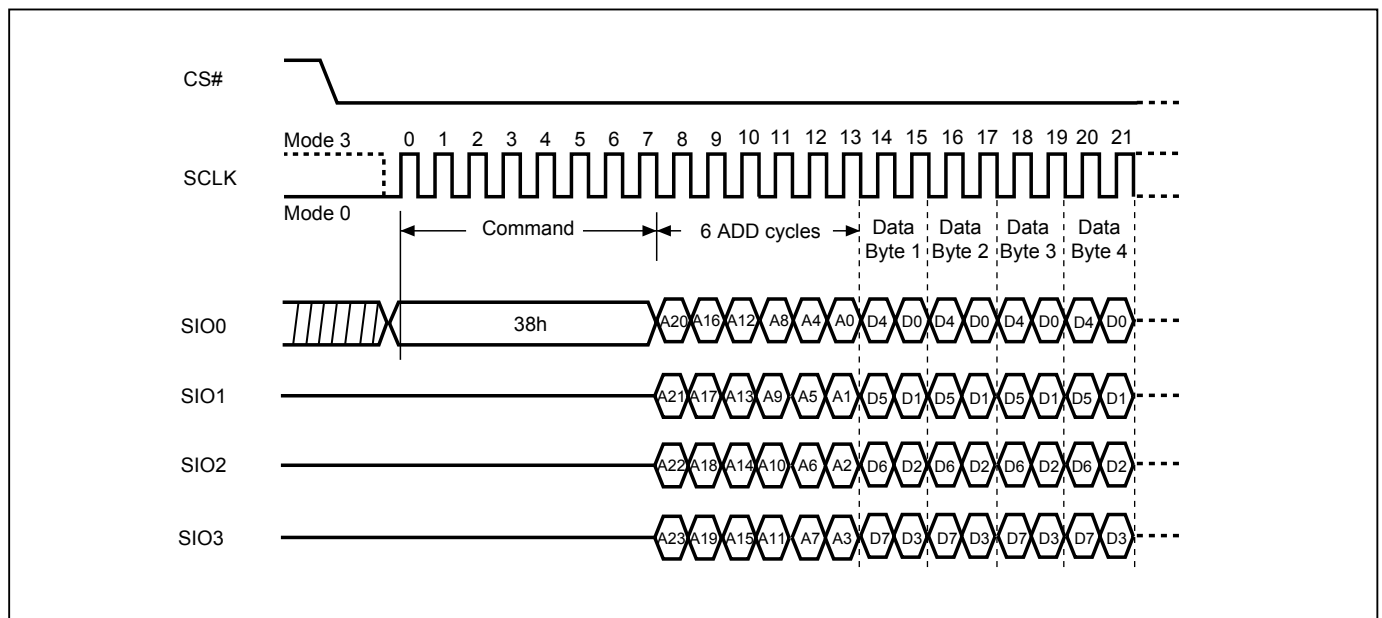 CS#
Mode 3
0 1 2 3 4 5 6 7 8 9 10 11 12 13 14 15 16 17 18 19 20 21
SCLK
Mode 0
Command
6 ADD cycles
Data Byte 1
Data Byte 2
Data Byte 3
Data Byte 4
SIO0
38h
A20 A16 A12 A8 A4 A0 D4 D0 D4 D0 D4 D0 D4 D0
SIO1
A21 A17 A13 A9 A5 A1 D5 D1 D5 D1 D5 D1 D5 D1
SIO2
A22 A18 A14 A10 A6 A2 D6 D2 D6 D2 D6 D2 D6 D2
SIO3
A23 A19 A15 A11 A7 A3 D7 D3 D7 D3 D7 D3 D7 D3